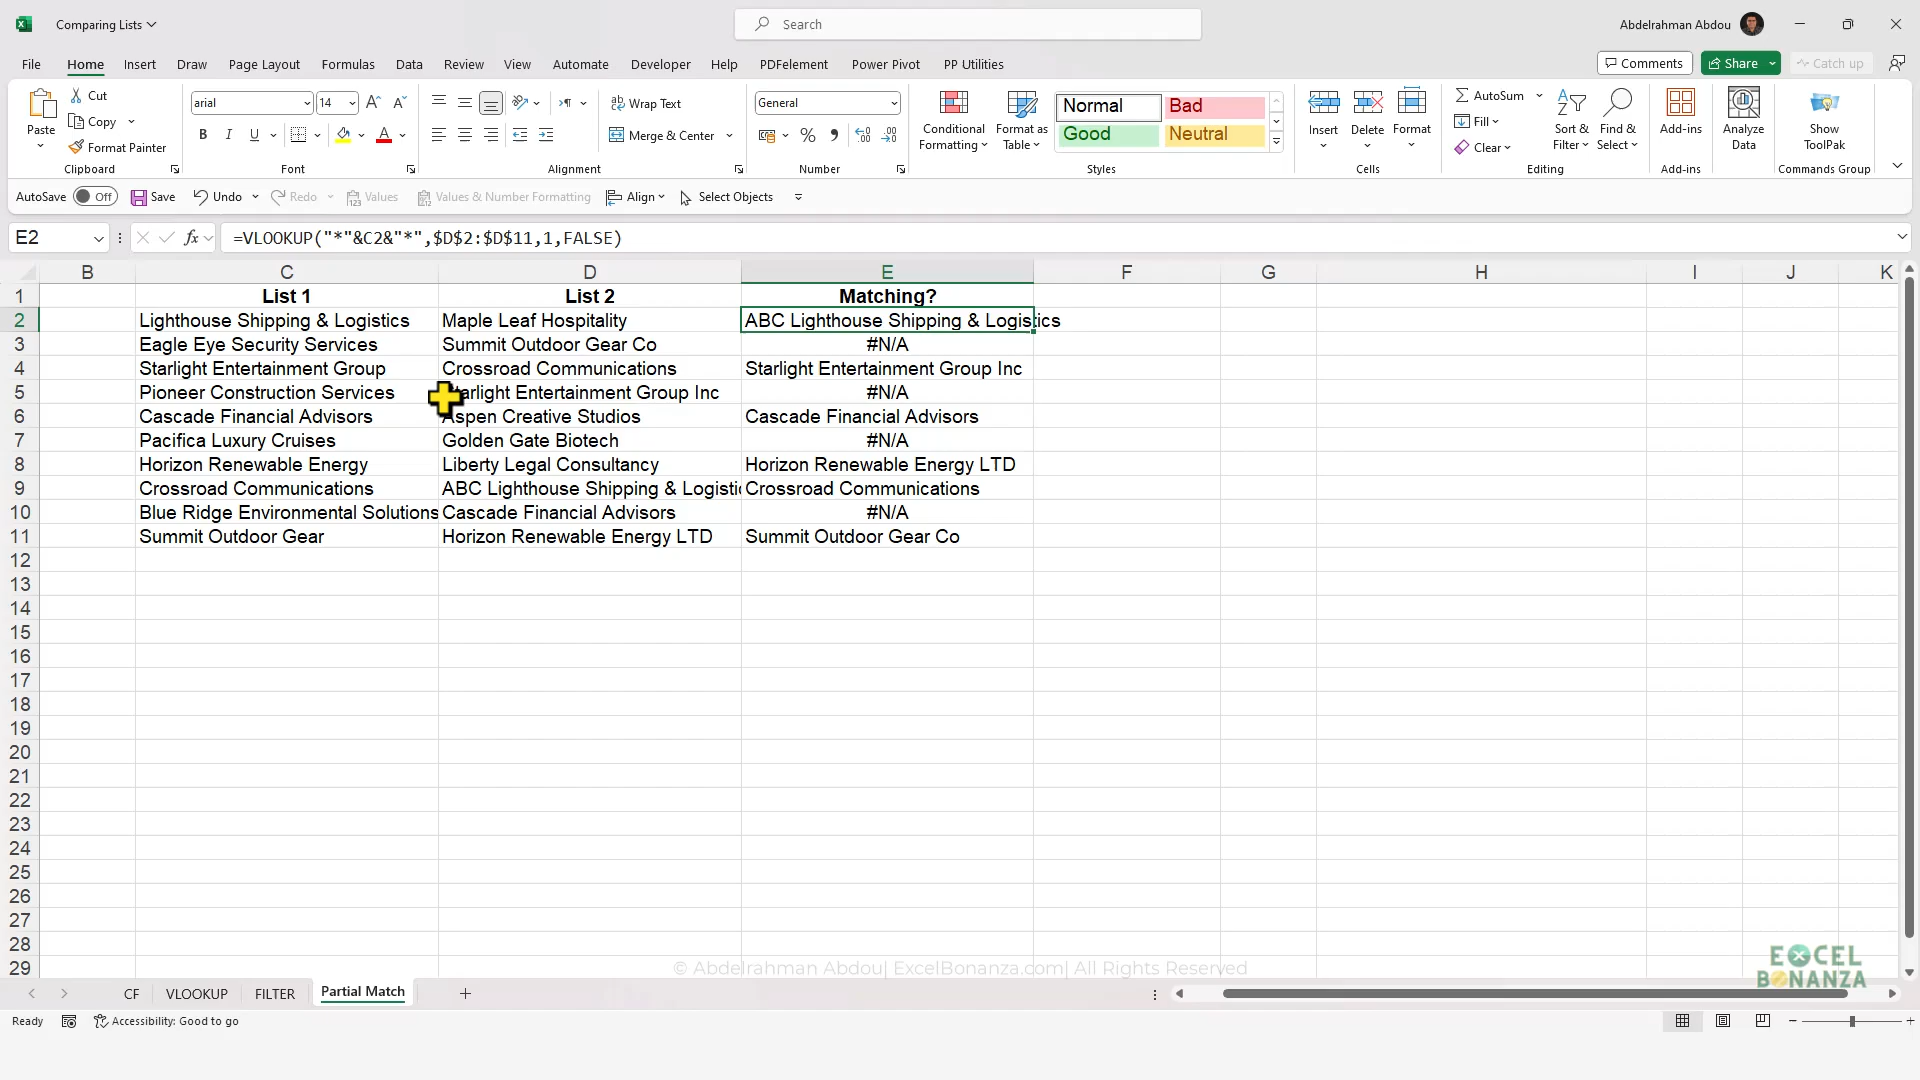 Comparing Lists
Search
Abdelrahman Abdou
File Home Insert Draw Page Layout Formulas Data Review View Automate Developer Help PDFelement Power Pivot PP Utilities
Comments Share Catch up
Paste
Cut
Copy
Format Painter
Clipboard
arial 14
B I U
Font
Wrap Text
Merge & Center
Alignment
General
Number
Conditional Formatting
Format as Table
Normal Bad
Good Neutral
Styles
Insert Delete Format
Cells
AutoSum
Fill
Clear
Sort & Filter
Find & Select
Editing
Add-ins
Add-ins
Analyze Data
Show ToolPak
Commands Group
AutoSave Off Save Undo Redo Values Values & Number Formatting Align Select Objects
E2 fx =VLOOKUP("*"&C2&"*",$D$2:$D$11,1,FALSE)
B C D E F G H I J K
1 List 1 List 2 Matching?
2 Lighthouse Shipping & Logistics Maple Leaf Hospitality ABC Lighthouse Shipping & Logistics
3 Eagle Eye Security Services Summit Outdoor Gear Co #N/A
4 Starlight Entertainment Group Crossroad Communications Starlight Entertainment Group Inc
5 Pioneer Construction Services Starlight Entertainment Group Inc #N/A
6 Cascade Financial Advisors Aspen Creative Studios Cascade Financial Advisors
7 Pacifica Luxury Cruises Golden Gate Biotech #N/A
8 Horizon Renewable Energy Liberty Legal Consultancy Horizon Renewable Energy LTD
9 Crossroad Communications ABC Lighthouse Shipping & Logisti Crossroad Communications
10 Blue Ridge Environmental Solutions Cascade Financial Advisors #N/A
11 Summit Outdoor Gear Horizon Renewable Energy LTD Summit Outdoor Gear Co
12
13
14
15
16
17
18
19
20
21
22
23
24
25
26
27
28
29
© Abdelrahman Abdou| ExcelBonanza.com| All Rights Reserved
EXCEL
BONANZA
CF VLOOKUP FILTER Partial Match
Ready Accessibility: Good to go